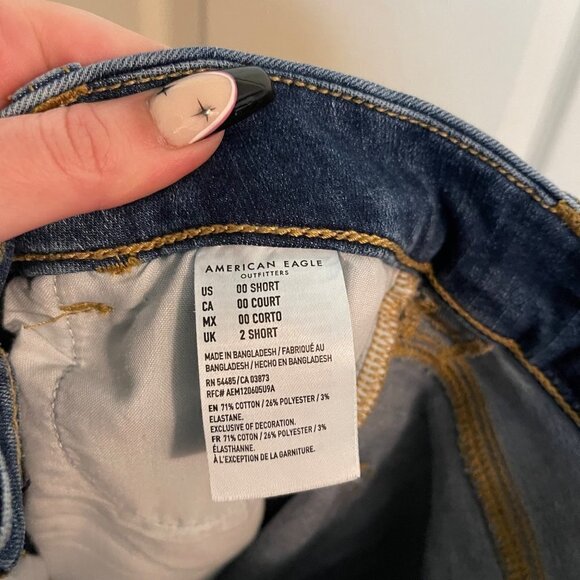 AMERICAN EAGLE
OUTFITTERS
US 00 SHORT
CA 00 COURT
MX 00 CORTO
UK 2 SHORT
MADE IN BANGLADESH / FABRIQUÉ AU
BANGLADESH / HECHO EN BANGLADESH
RN 54485/CA 03873
RFC# AEM120605U9A
EN 71% COTTON / 26% POLYESTER / 3%
ELASTANE.
EXCLUSIVE OF DECORATION.
FR 71% COTON / 26% POLYESTER / 3%
ÉLASTHANNE.
À L'EXCEPTION DE LA GARNITURE.